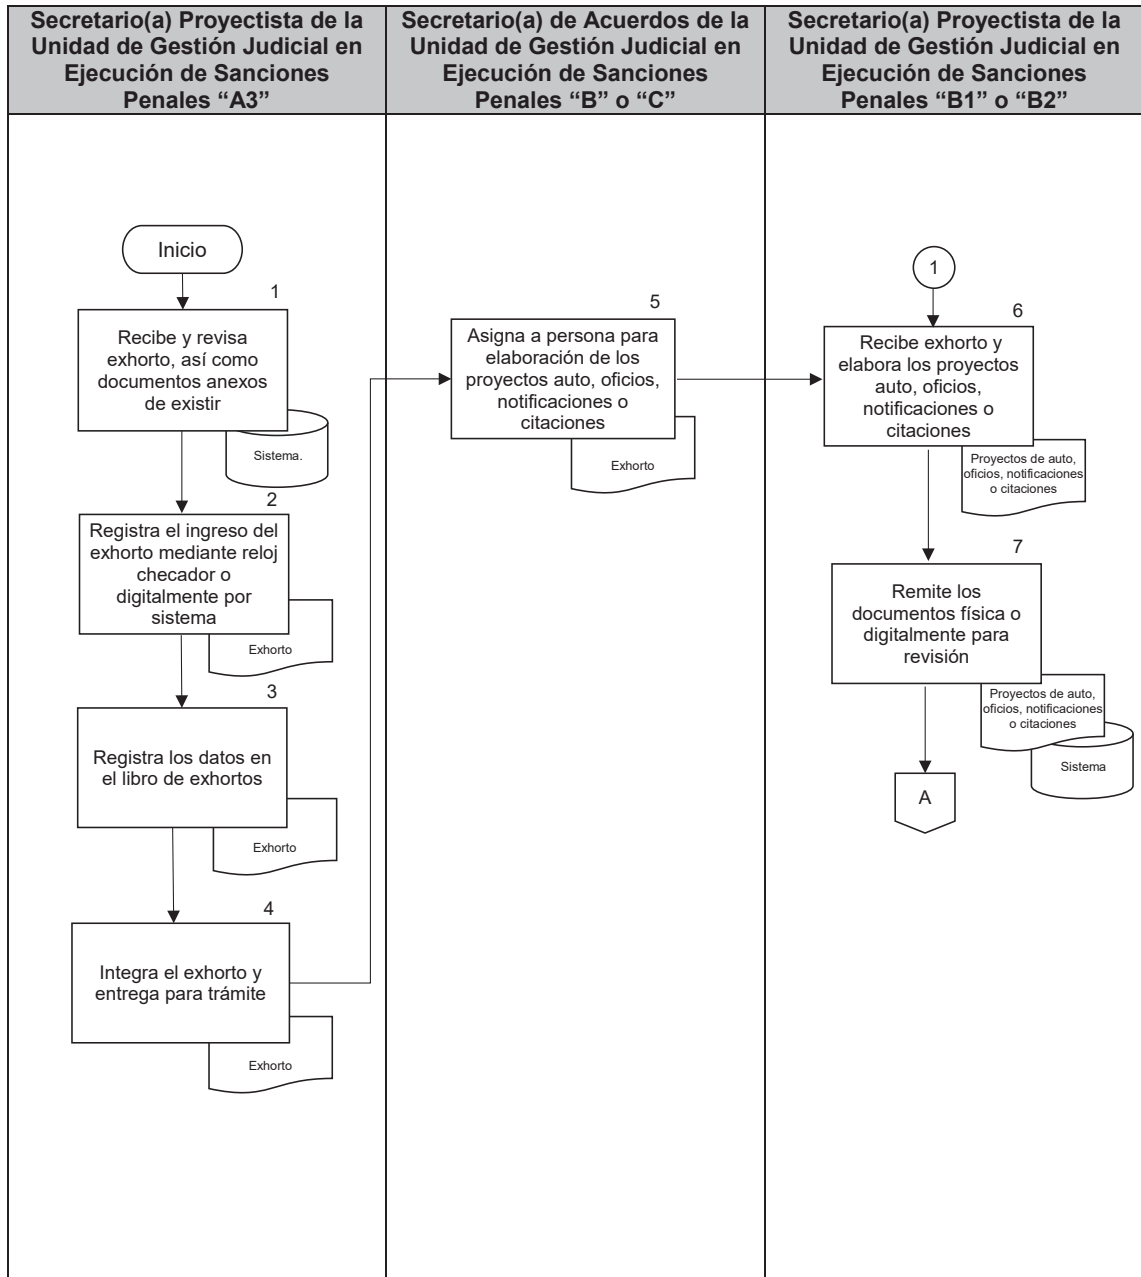 Secretario(a) Proyectista de la
Unidad de Gestión Judicial en
Ejecución de Sanciones
Penales “A3”
Secretario(a) de Acuerdos de la
Unidad de Gestión Judicial en
Ejecución de Sanciones
Penales “B” o “C”
Secretario(a) Proyectista de la
Unidad de Gestión Judicial en
Ejecución de Sanciones
Penales “B1” o “B2”
Inicio
1
Recibe y revisa
exhorto, así como
documentos anexos
de existir
Sistema.
2
Registra el ingreso del
exhorto mediante reloj
checador o
digitalmente por
sistema
Exhorto
3
Registra los datos en
el libro de exhortos
Exhorto
4
Integra el exhorto y
entrega para trámite
Exhorto
5
Asigna a persona para
elaboración de los
proyectos auto, oficios,
notificaciones o
citaciones
Exhorto
1
6
Recibe exhorto y
elabora los proyectos
auto, oficios,
notificaciones o
citaciones
Proyectos de auto,
oficios, notificaciones
o citaciones
7
Remite los
documentos física o
digitalmente para
revisión
Proyectos de auto,
oficios, notificaciones
o citaciones
Sistema
A